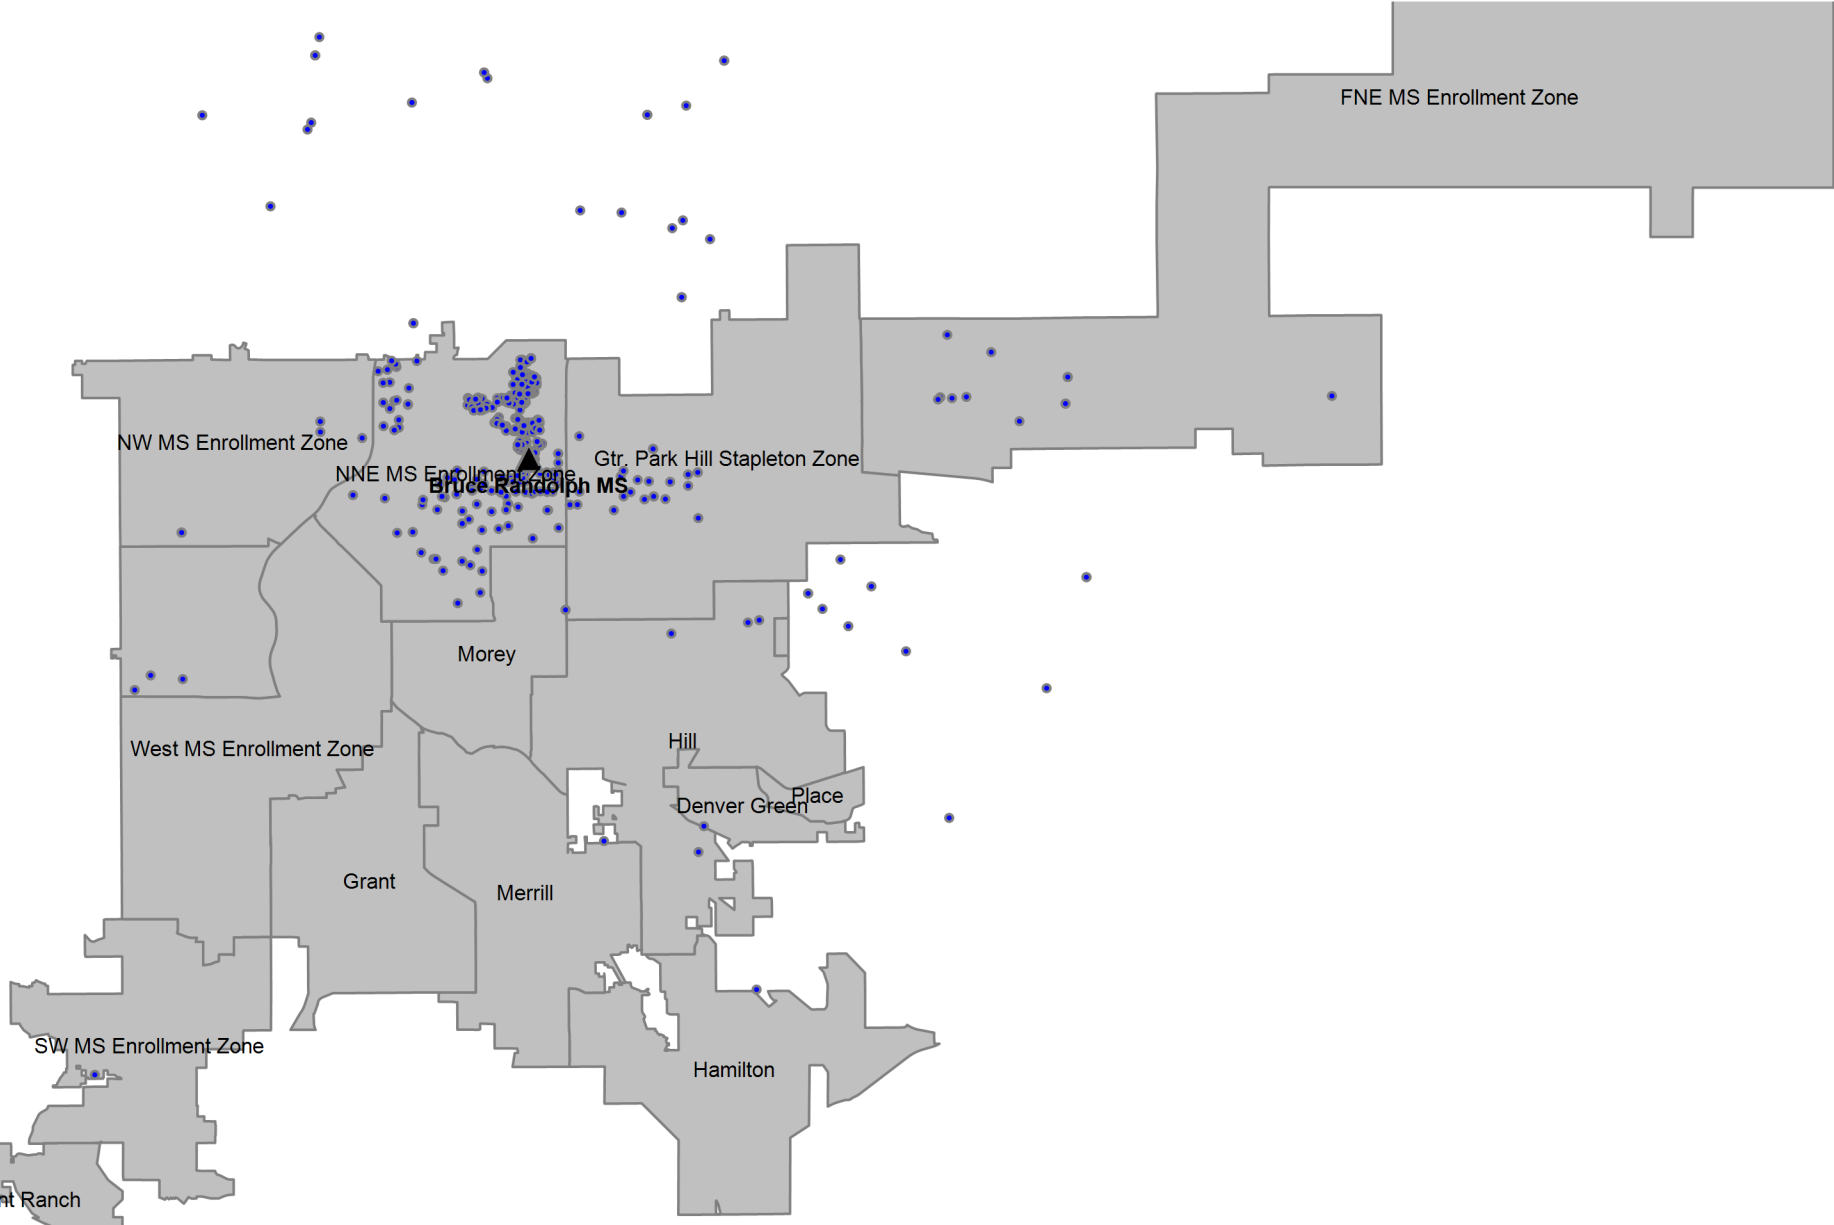 FNE MS Enrollment Zone
NW MS Enrollment Zone
Gtr. Park Hill Stapleton Zone
NNE MS Enrollment Zone
Bruce Randolph MS
Morey
West MS Enrollment Zone
Hill
Place
Denver Green
Grant
Merrill
SW MS Enrollment Zone
Hamilton
nt Ranch